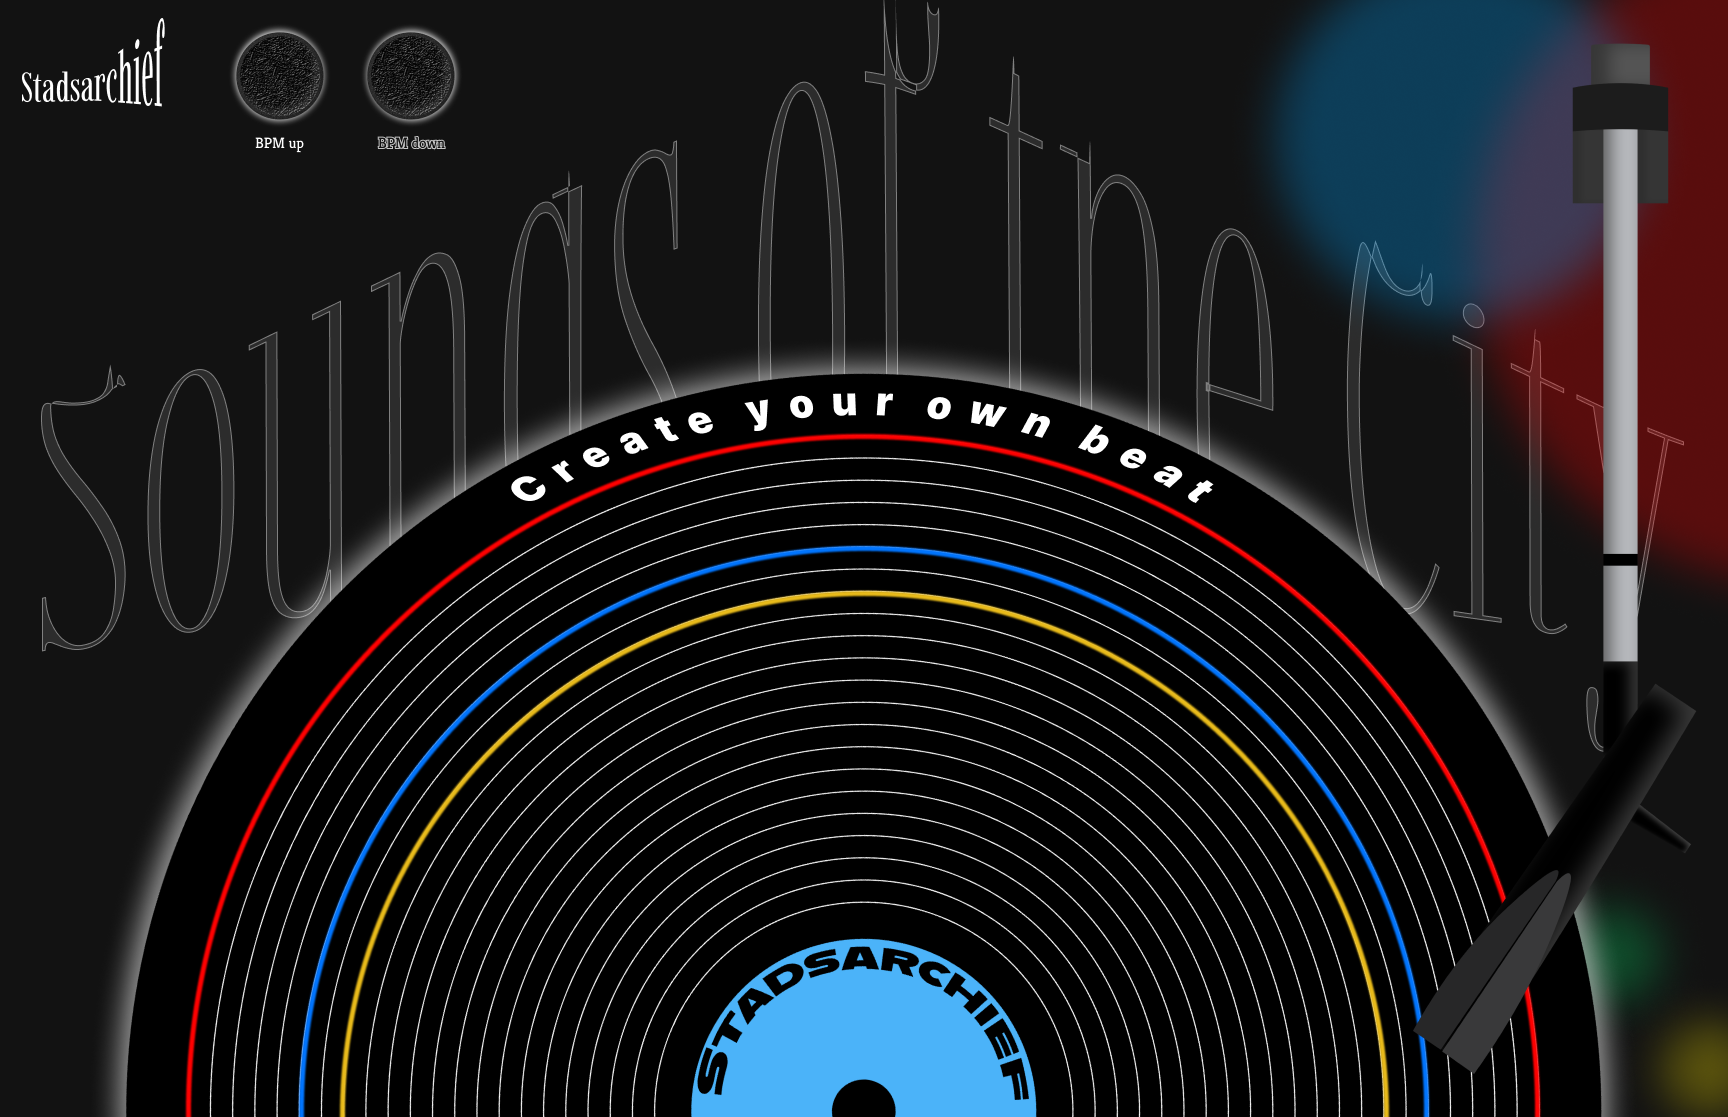 Stadsarchief
BPM up
BPM down
Sounds of the City
Create your own beat
STADSARCHIEF